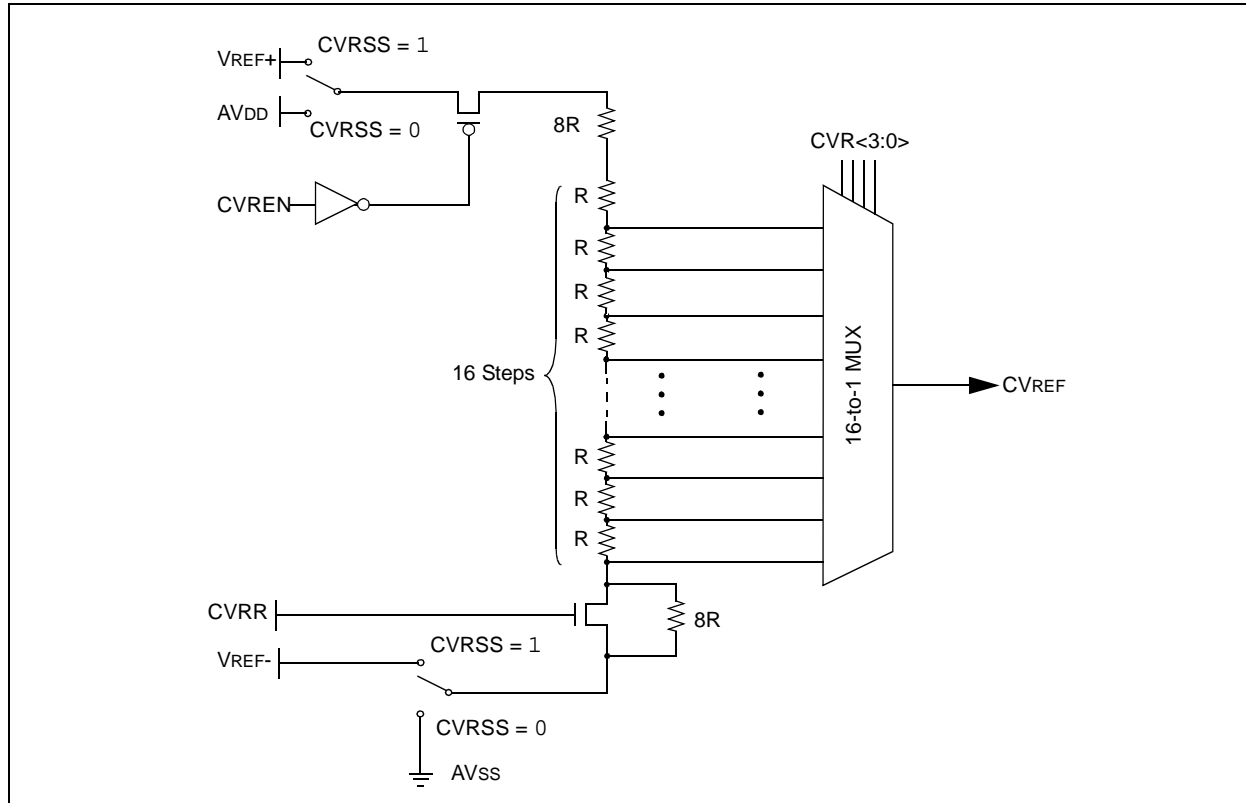 CVRSS = 1
VREF+
AVDD
CVRSS = 0
8R
CVR<3:0>
CVREN
R
R
R
R
16 Steps
16-to-1 MUX
CVREF
R
R
R
CVRR
8R
CVRSS = 1
VREF-
CVRSS = 0
AVSS